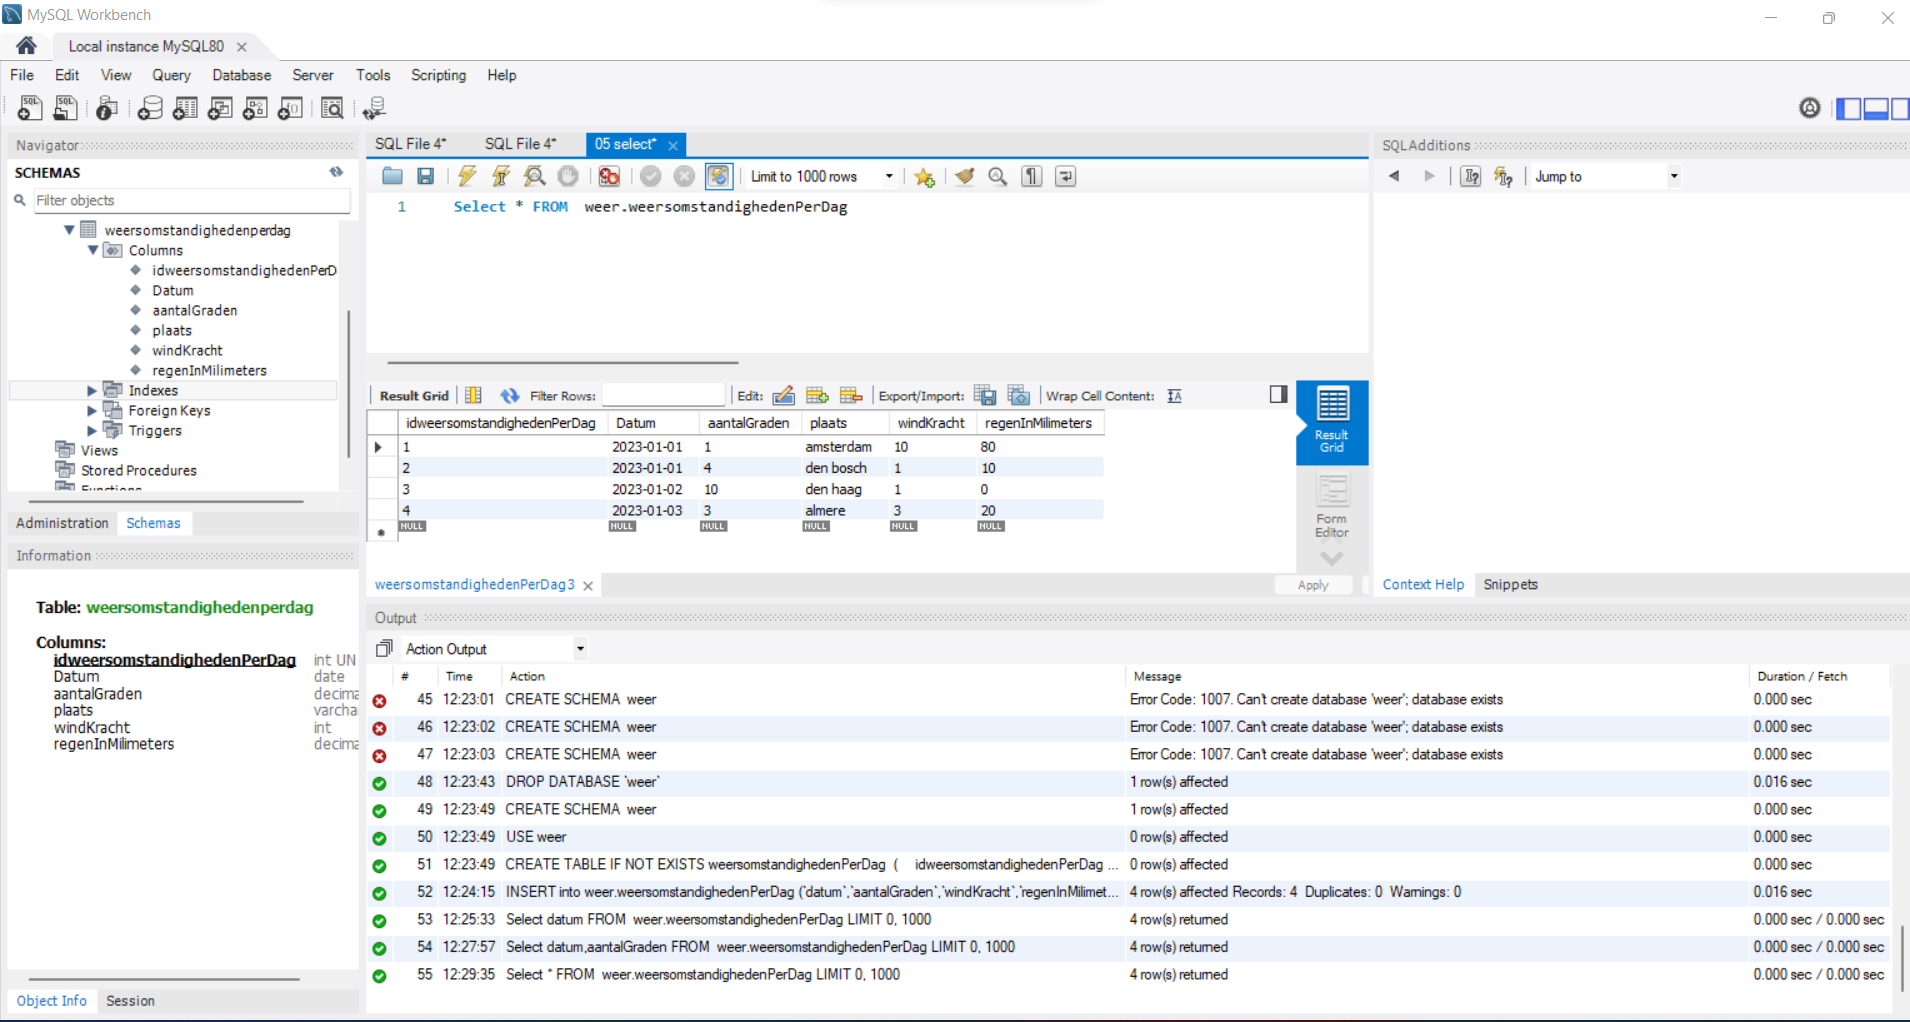 MySQL Workbench
Local instance MySQL80
File Edit View Query Database Server Tools Scripting Help
Navigator
SCHEMAS
Filter objects
weersomstandighedenperdag
Columns
idweersomstandighedenPerD
Datum
aantalGraden
plaats
windKracht
regenInMilimeters
Indexes
Foreign Keys
Triggers
Views
Stored Procedures
Functions
Administration Schemas
Information
Table: weersomstandighedenperdag
Columns:
idweersomstandighedenPerDag int UN
Datum date
aantalGraden decima
plaats varcha
windKracht int
regenInMilimeters decima
Object Info Session
SQL File 4* SQL File 4* 05 select*
Limit to 1000 rows
1 Select * FROM weer.weersomstandighedenPerDag
Result Grid Filter Rows: Edit: Export/Import: Wrap Cell Content:
idweersomstandighedenPerDag Datum aantalGraden plaats windKracht regenInMilimeters
1 2023-01-01 1 amsterdam 10 80
2 2023-01-01 4 den bosch 1 10
3 2023-01-02 10 den haag 1 0
4 2023-01-03 3 almere 3 20
NULL NULL NULL NULL NULL NULL
Result
Grid
Form
Editor
weersomstandighedenPerDag3
Apply
SQLAdditions
Jump to
Context Help Snippets
Output
Action Output
# Time Action Message Duration / Fetch
45 12:23:01 CREATE SCHEMA weer Error Code: 1007. Can't create database 'weer'; database exists 0.000 sec
46 12:23:02 CREATE SCHEMA weer Error Code: 1007. Can't create database 'weer'; database exists 0.000 sec
47 12:23:03 CREATE SCHEMA weer Error Code: 1007. Can't create database 'weer'; database exists 0.000 sec
48 12:23:43 DROP DATABASE `weer` 1 row(s) affected 0.016 sec
49 12:23:49 CREATE SCHEMA weer 1 row(s) affected 0.000 sec
50 12:23:49 USE weer 0 row(s) affected 0.000 sec
51 12:23:49 CREATE TABLE IF NOT EXISTS weersomstandighedenPerDag ( idweersomstandighedenPerDag ... 0 row(s) affected 0.000 sec
52 12:24:15 INSERT into weer.weersomstandighedenPerDag (`datum`,`aantalGraden`,`windKracht`,`regenInMilimet... 4 row(s) affected Records: 4 Duplicates: 0 Warnings: 0 0.016 sec
53 12:25:33 Select datum FROM weer.weersomstandighedenPerDag LIMIT 0, 1000 4 row(s) returned 0.000 sec / 0.000 sec
54 12:27:57 Select datum,aantalGraden FROM weer.weersomstandighedenPerDag LIMIT 0, 1000 4 row(s) returned 0.000 sec / 0.000 sec
55 12:29:35 Select * FROM weer.weersomstandighedenPerDag LIMIT 0, 1000 4 row(s) returned 0.000 sec / 0.000 sec